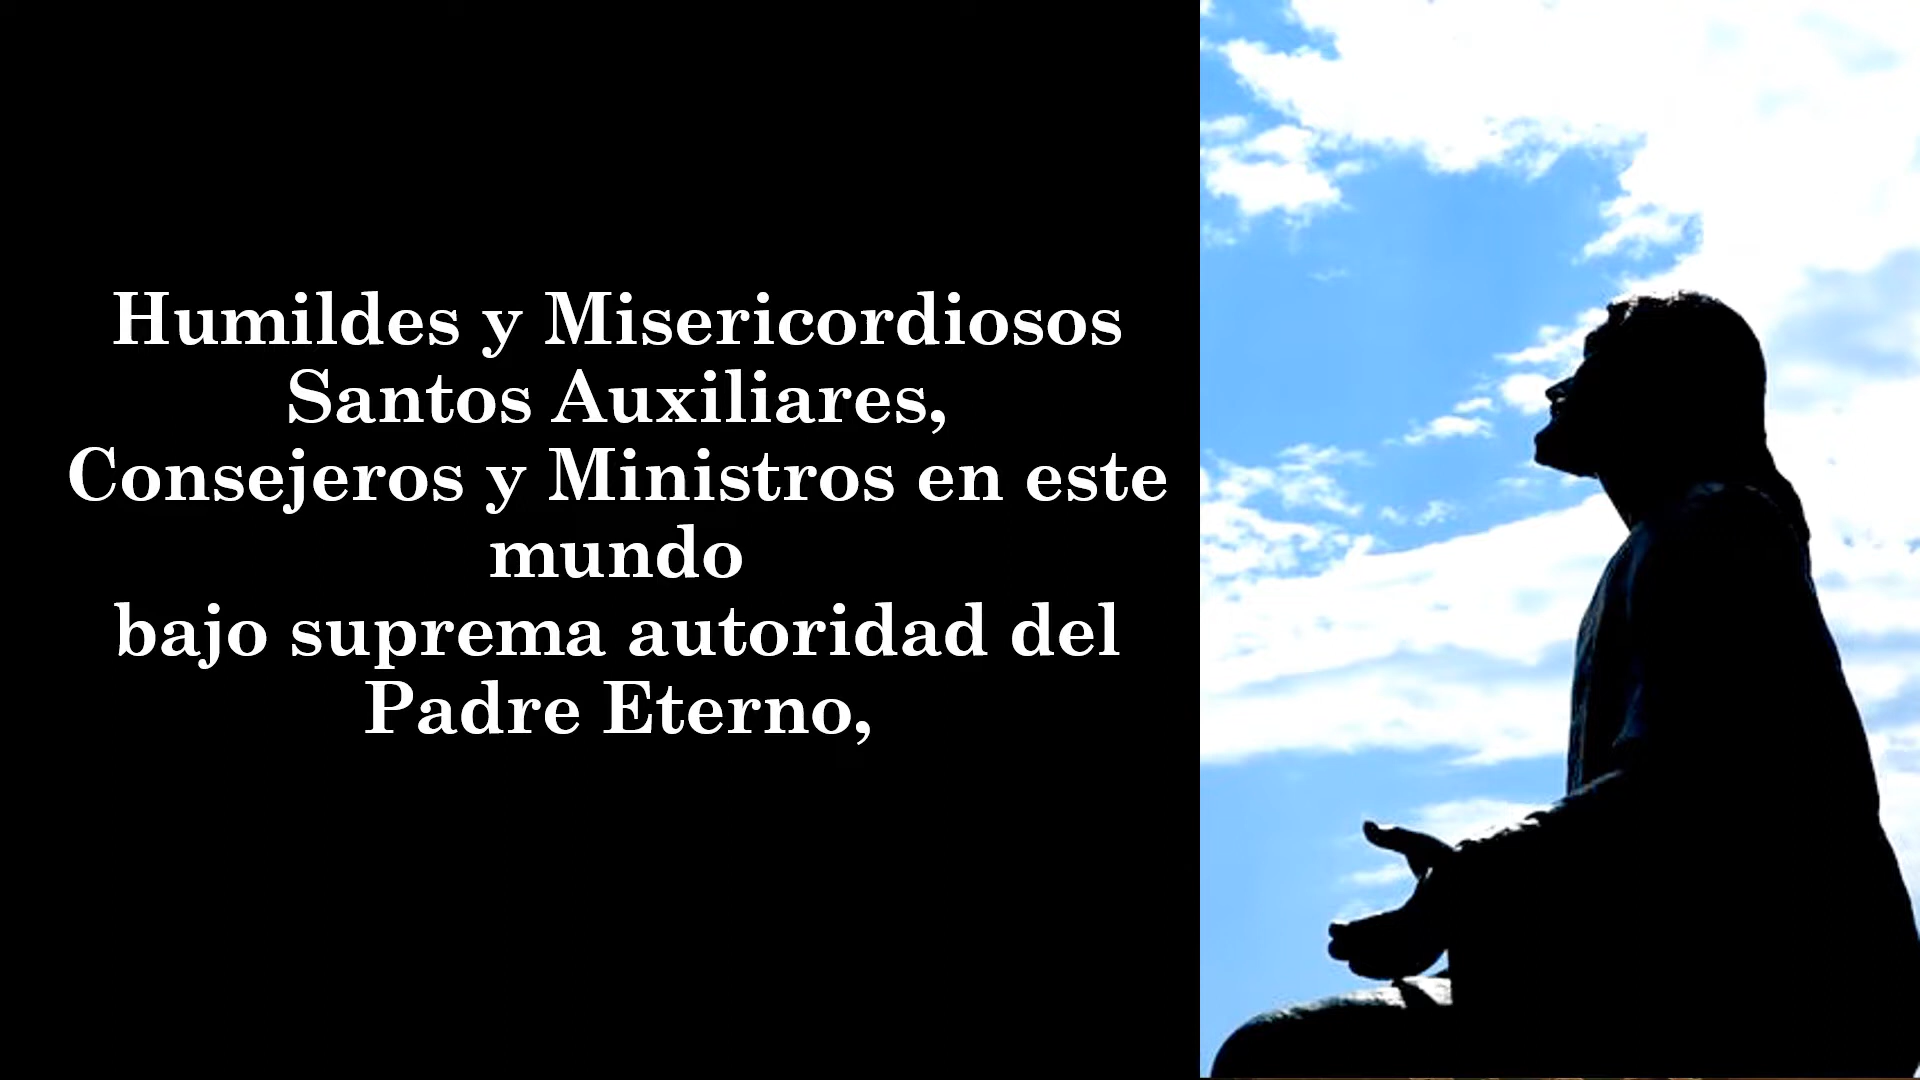 Humildes y Misericordiosos
Santos Auxiliares,
Consejeros y Ministros en este
mundo
bajo suprema autoridad del
Padre Eterno,